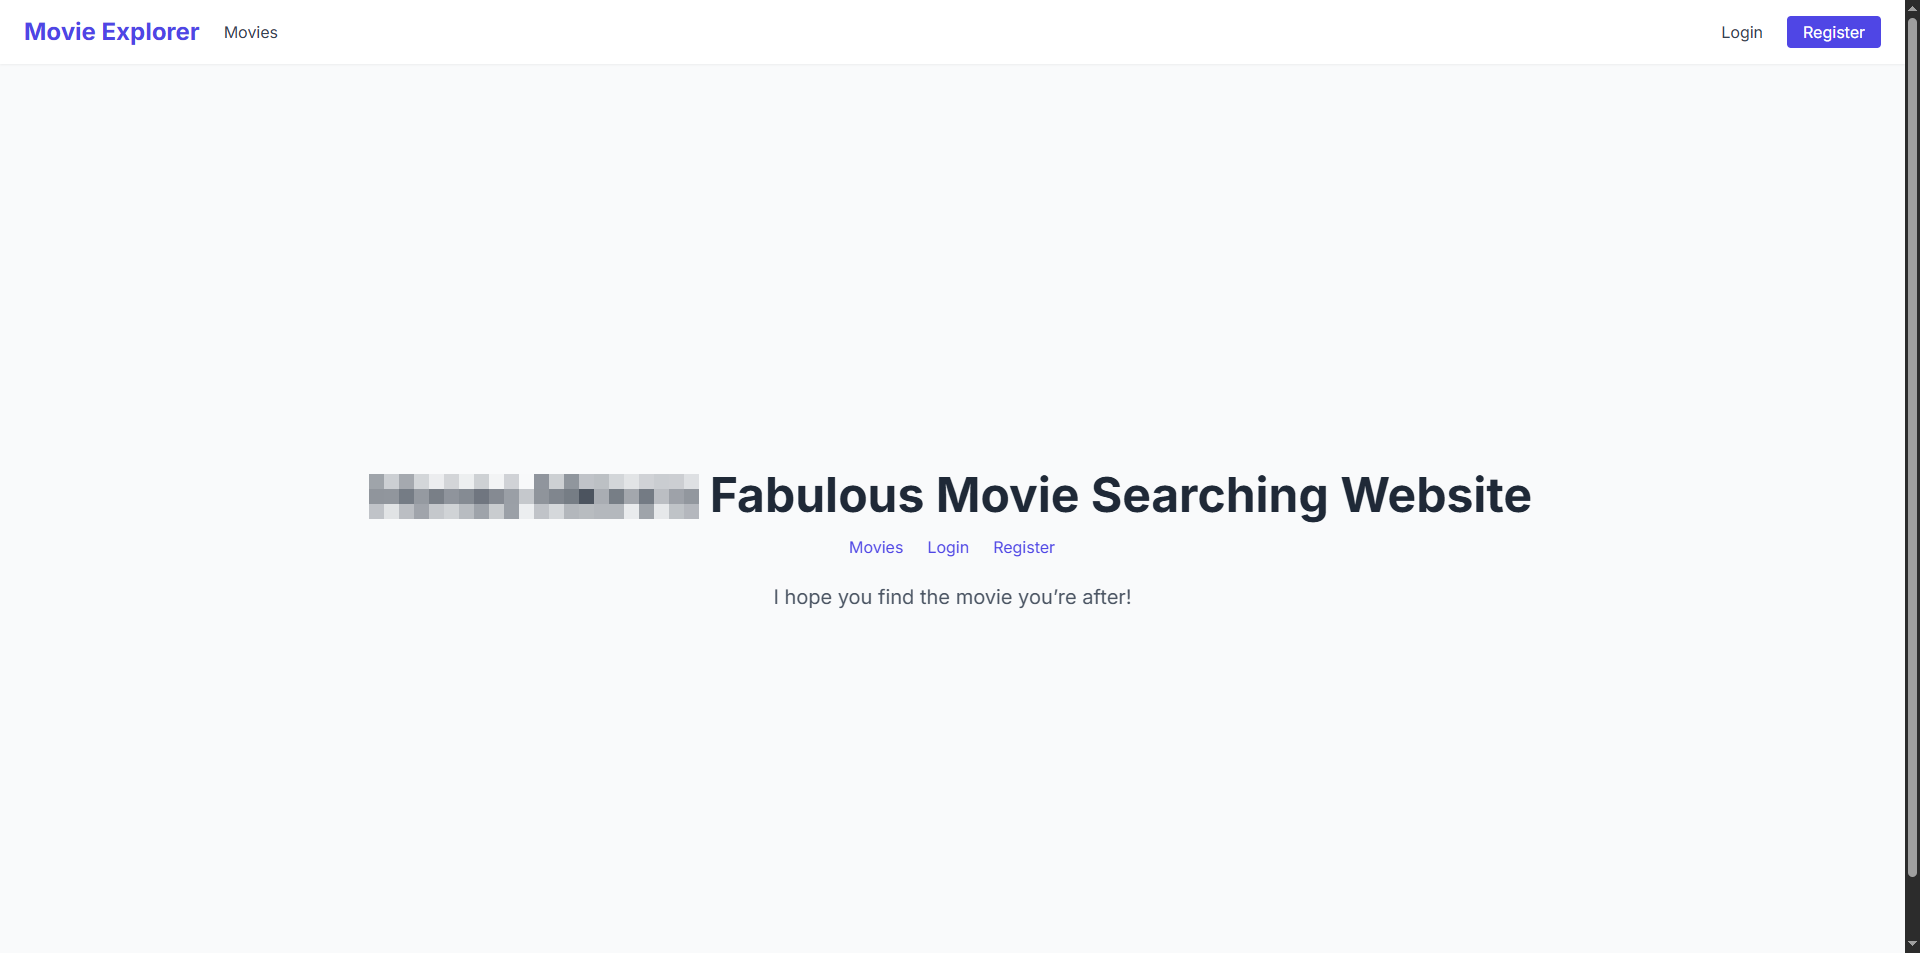 Movie Explorer Movies Login Register
Fabulous Movie Searching Website
Movies Login Register
I hope you find the movie you’re after!